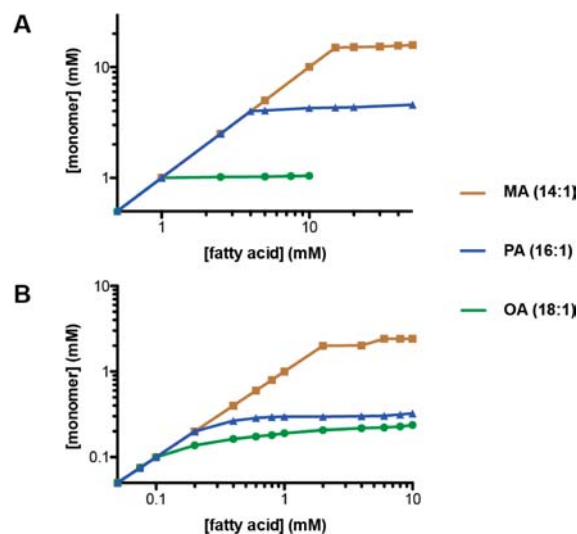 A
[monomer] (mM)
10
1
1
10
[fatty acid] (mM)
MA (14:1)
PA (16:1)
OA (18:1)
B
[monomer] (mM)
10
1
0.1
0.1
1
10
[fatty acid] (mM)